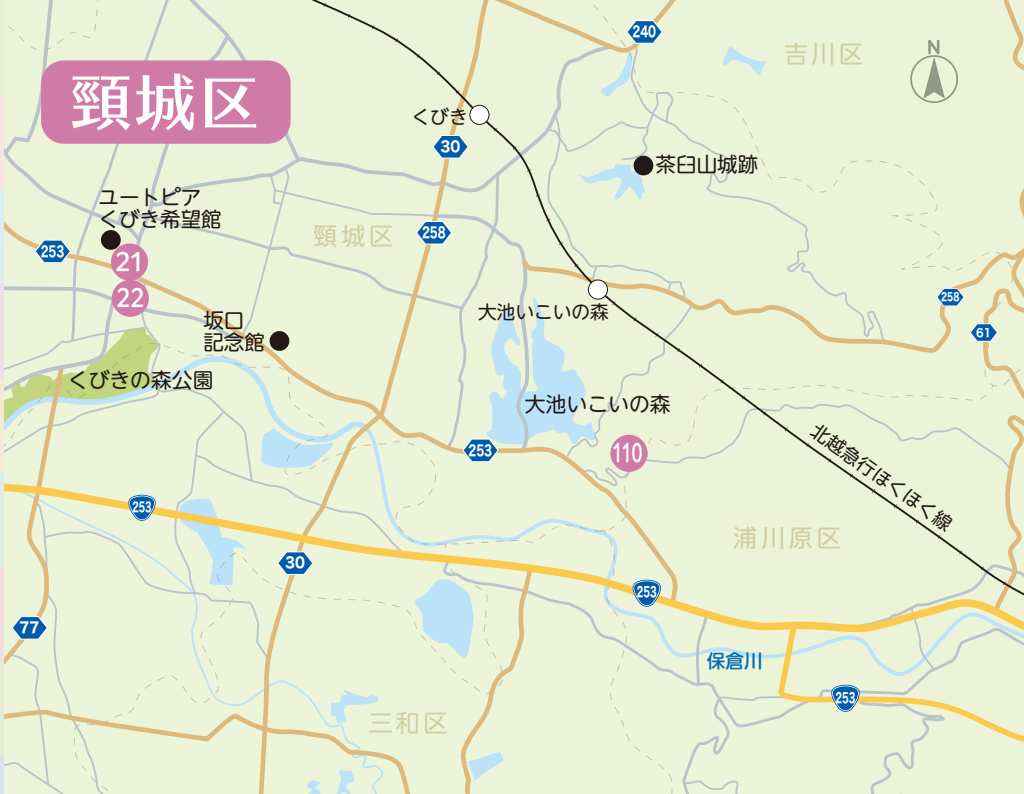 頸城区
240
吉川区
N
くびき
30
茶臼山城跡
ユートピア
くびき希望館
頸城区
258
253
21
22
258
大池いこいの森
坂口
記念館
61
くびきの森公園
大池いこいの森
253
110
北越急行ほくほく線
253
浦川原区
30
253
77
保倉川
253
三和区